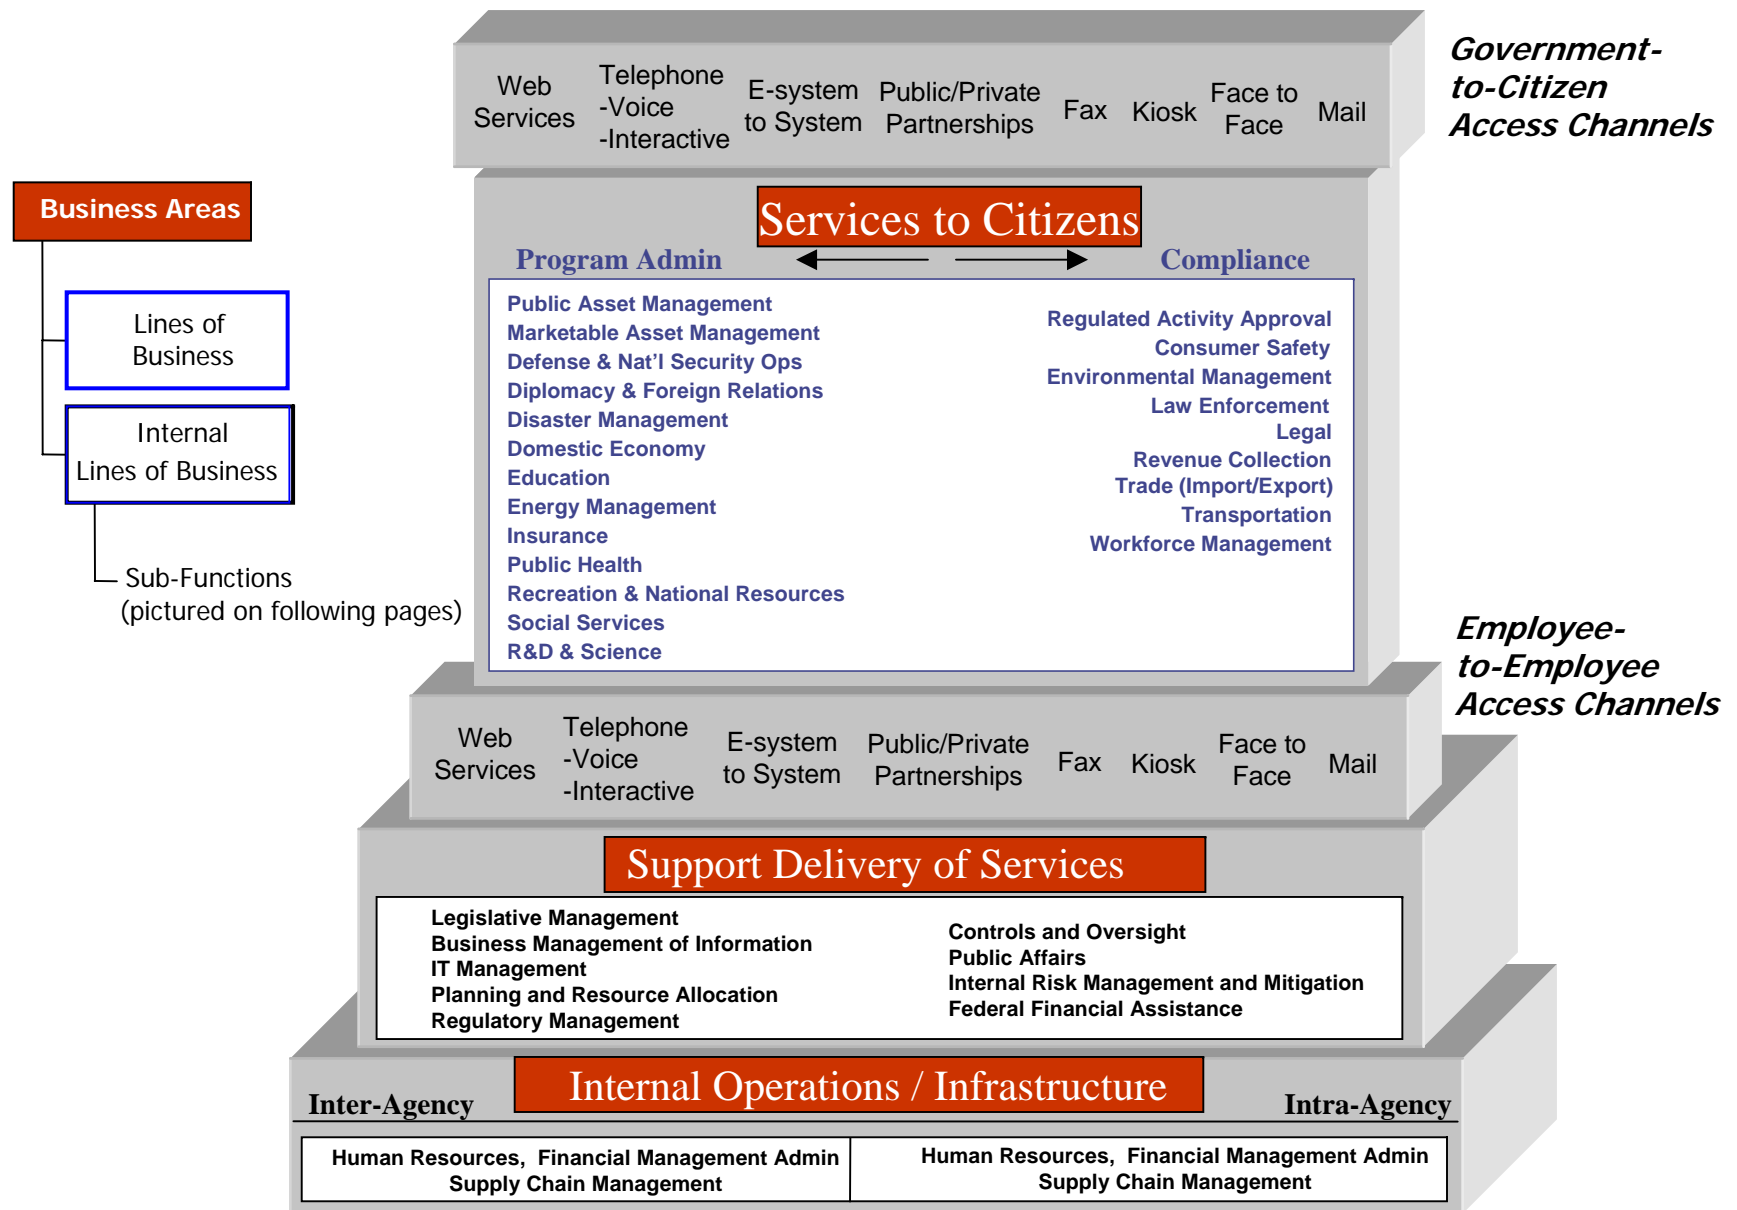 Web
Services
Telephone
-Voice
-Interactive
E-system
to System
Public/Private
Partnerships
Fax
Kiosk
Face to
Face
Mail
Government-
to-Citizen
Access Channels
Business Areas
Lines of
Business
Internal
Lines of Business
Sub-Functions
(pictured on following pages)
Services to Citizens
Program Admin
Compliance
Public Asset Management
Marketable Asset Management
Defense & Nat'l Security Ops
Diplomacy & Foreign Relations
Disaster Management
Domestic Economy
Education
Energy Management
Insurance
Public Health
Recreation & National Resources
Social Services
R&D & Science
Regulated Activity Approval
Consumer Safety
Environmental Management
Law Enforcement
Legal
Revenue Collection
Trade (Import/Export)
Transportation
Workforce Management
Employee-
to-Employee
Access Channels
Web
Services
Telephone
-Voice
-Interactive
E-system
to System
Public/Private
Partnerships
Fax
Kiosk
Face to
Face
Mail
Support Delivery of Services
Legislative Management
Business Management of Information
IT Management
Planning and Resource Allocation
Regulatory Management
Controls and Oversight
Public Affairs
Internal Risk Management and Mitigation
Federal Financial Assistance
Internal Operations / Infrastructure
Inter-Agency
Intra-Agency
Human Resources, Financial Management Admin
Supply Chain Management
Human Resources, Financial Management Admin
Supply Chain Management